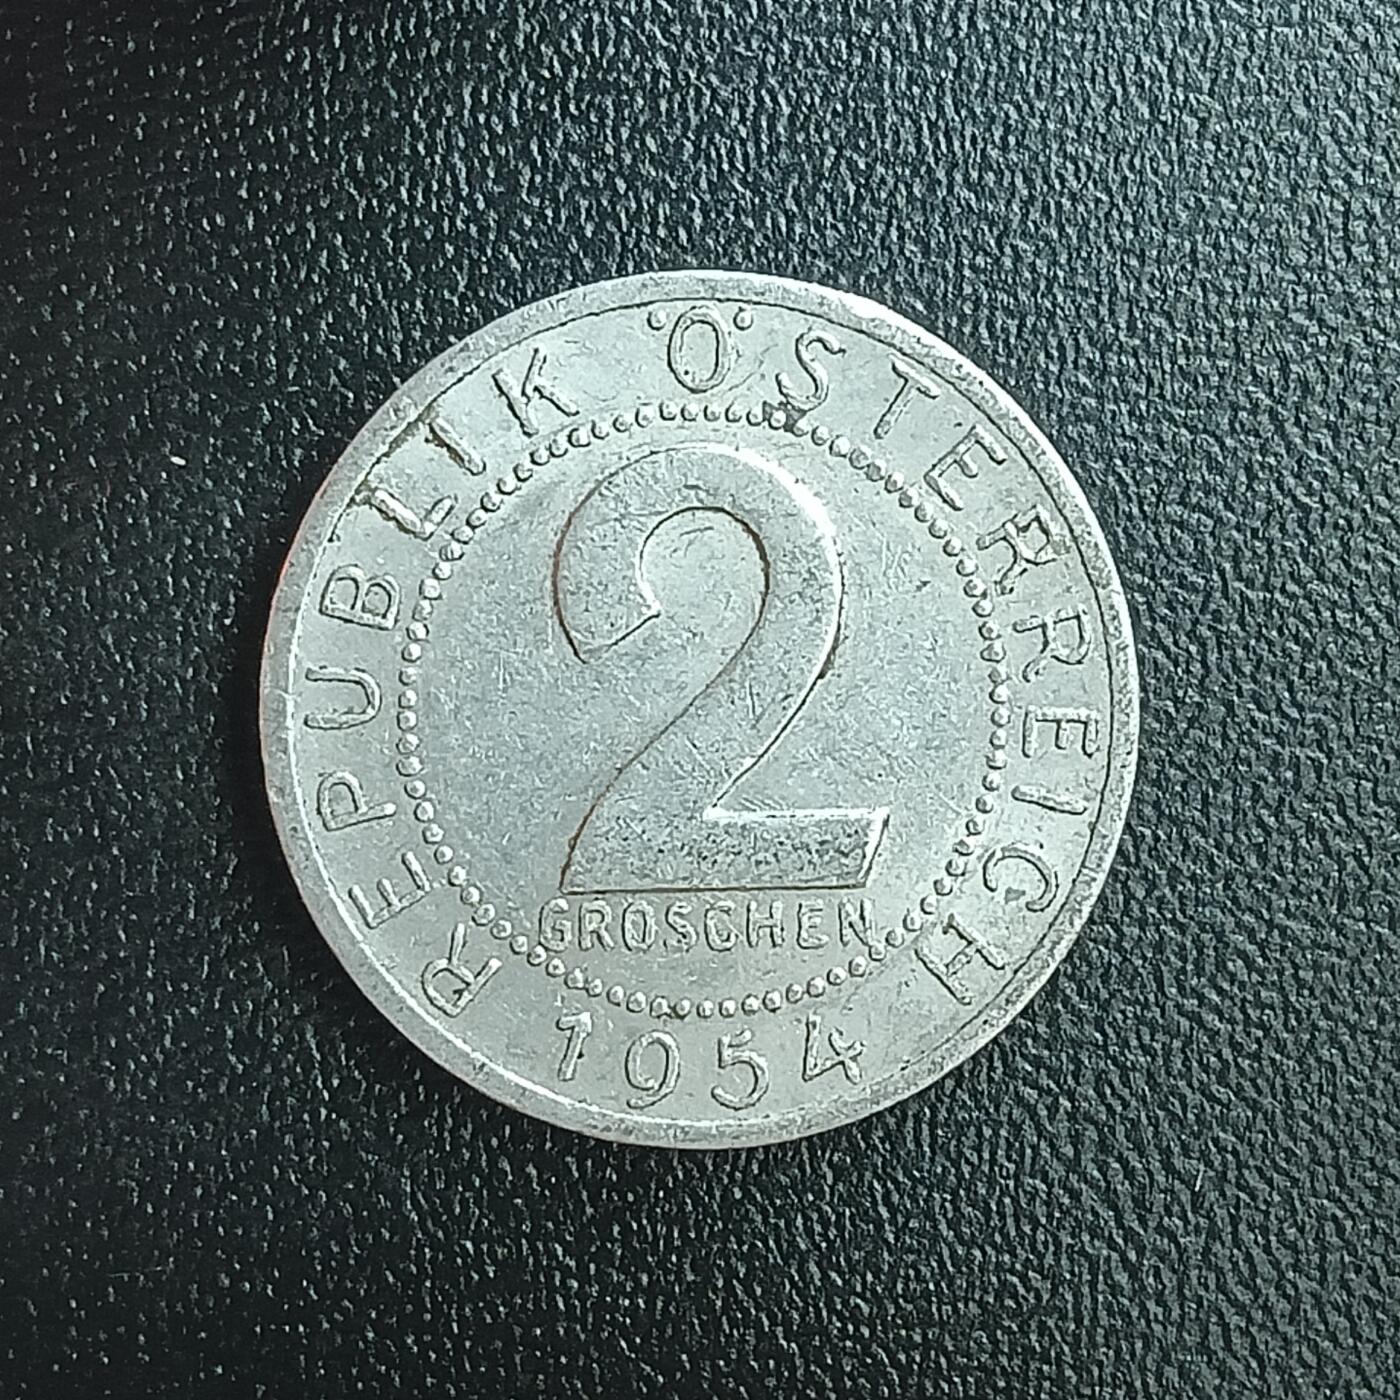 REPUBLIK ÖSTERREICH
2
GROSCHEN
1954